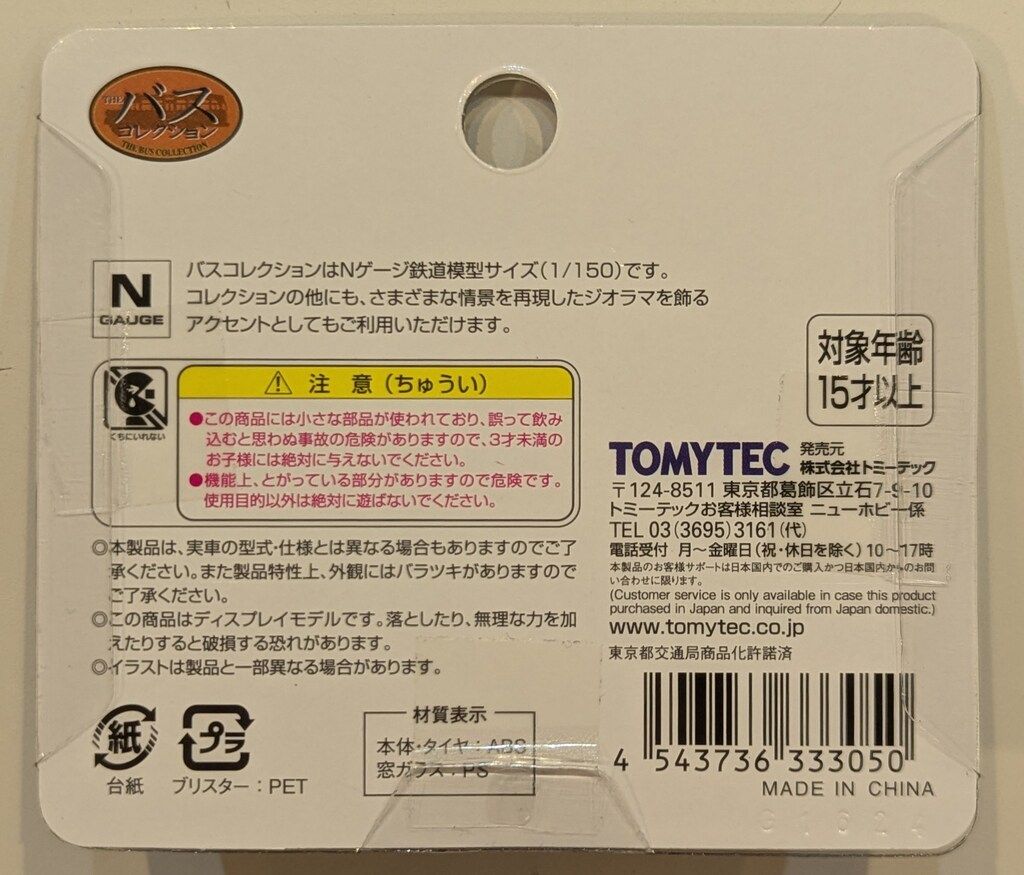 THE
バス
コレクション
THE BUS COLLECTION
N
GAUGE
バスコレクションはNゲージ鉄道模型サイズ(1/150)です。
コレクションの他にも、さまざまな情景を再現したジオラマを飾る
アクセントとしてもご利用いただけます。
対象年齢
15才以上
くちにいれない
注 意(ちゅうい)
●この商品には小さな部品が使われており、誤って飲み
込むと思わぬ事故の危険がありますので、3才未満の
お子様には絶対に与えないでください。
●機能上、とがっている部分がありますので危険です。
使用目的以外は絶対に遊ばないでください。
◎本製品は、実車の型式・仕様とは異なる場合もありますのでご了
承ください。また製品特性上、外観にはバラツキがありますので
ご了承ください。
◎この商品はディスプレイモデルです。落としたり、無理な力を加
えたりすると破損する恐れがあります。
◎イラストは製品と一部異なる場合があります。
TOMYTEC
発売元
株式会社トミーテック
〒124-8511 東京都葛飾区立石7-9-10
トミーテックお客様相談室 ニューホビー係
TEL 03(3695)3161(代)
電話受付 月〜金曜日(祝・休日を除く)10〜17時
本製品のお客様サポートは日本国内でのご購入かつ日本国内からのお問
い合わせに限ります。
(Customer service is only available in case this product
purchased in Japan and inquired from Japan domestic.)
www.tomytec.co.jp
東京都交通局商品化許諾済
紙
台紙
プラ
ブリスター:PET
材質表示
本体・タイヤ:ABS
窓ガラス:PS
4 543736 333050
MADE IN CHINA